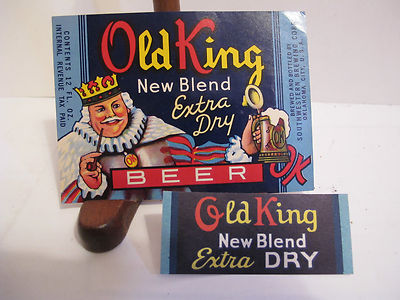 CONTENTS 12 FL. OZ.
INTERNAL REVENUE TAX PAID
Old King
New Blend
Extra
Dry
BEER
OK
BREWED AND BOTTLED BY
SOUTHWESTERN BREWING CORP.
OKLAHOMA CITY, U.S.A.
Old King
New Blend
Extra DRY